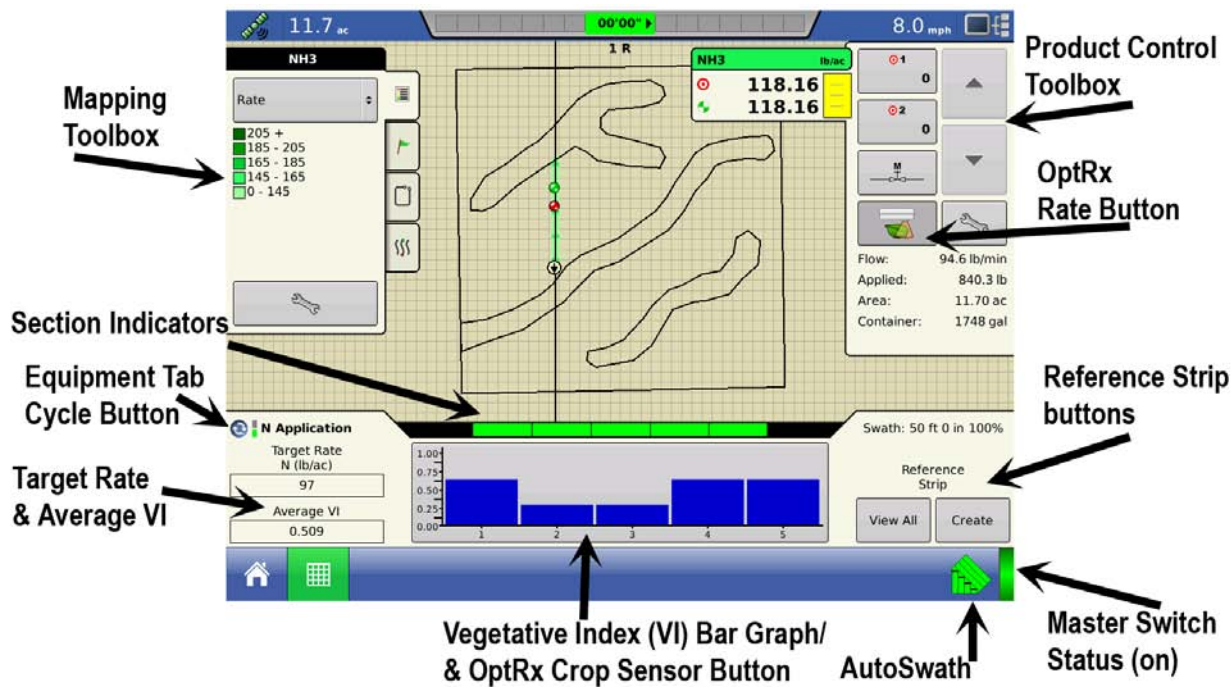 11.7 ac
00'00"
8.0 mph
1 R
NH3
Rate
205 +
185 - 205
165 - 185
145 - 165
0 - 145
NH3 lb/ac
118.16
118.16
1
0
2
0
M
Flow: 94.6 lb/min
Applied: 840.3 lb
Area: 11.70 ac
Container: 1748 gal
Product Control
Toolbox
Mapping
Toolbox
OptRx
Rate Button
Section Indicators
Equipment Tab
Cycle Button
Reference Strip
buttons
N Application
Swath: 50 ft 0 in 100%
Target Rate
N (lb/ac)
97
Average VI
0.509
1.00
0.75
0.50
0.25
0.00
1 2 3 4 5
Reference
Strip
View All
Create
Target Rate
& Average VI
Vegetative Index (VI) Bar Graph/
& OptRx Crop Sensor Button
AutoSwath
Master Switch
Status (on)